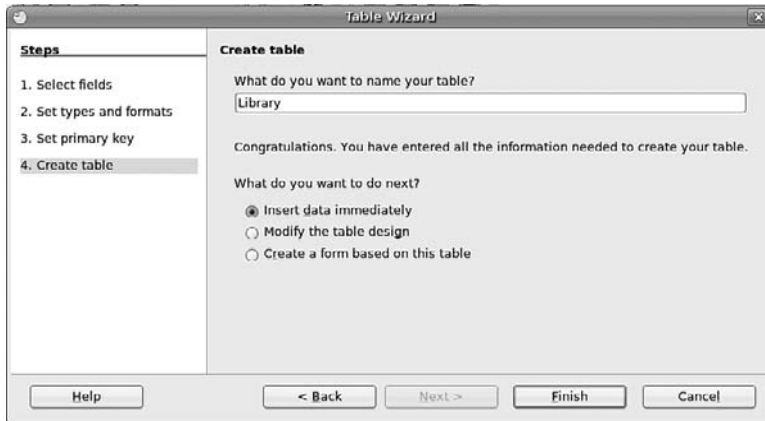 Table Wizard
Steps
1. Select fields
2. Set types and formats
3. Set primary key
4. Create table
Create table
What do you want to name your table?
Library
Congratulations. You have entered all the information needed to create your table.
What do you want to do next?
Insert data immediately
Modify the table design
Create a form based on this table
Help
< Back
Next >
Finish
Cancel